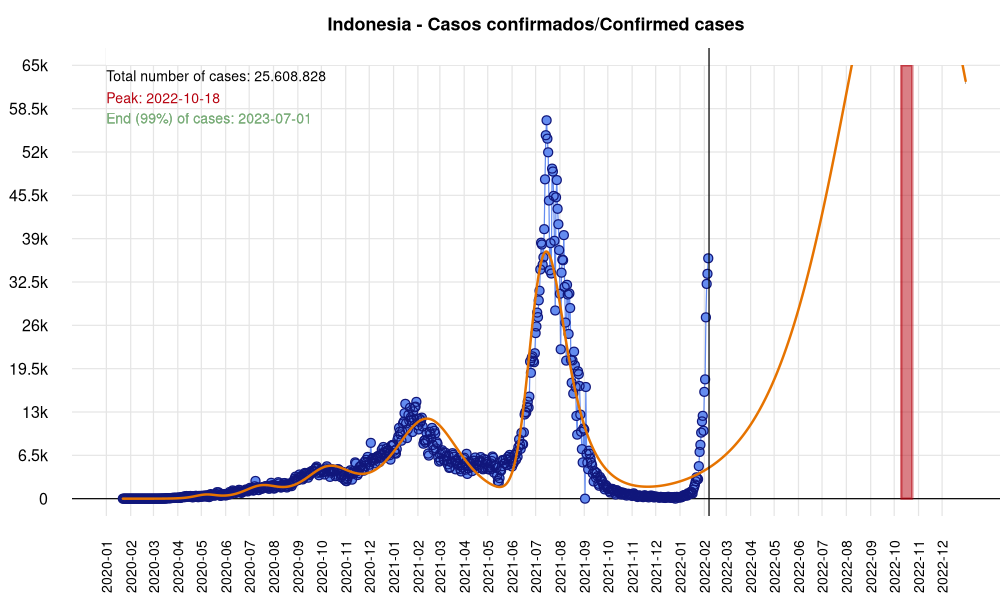 Indonesia - Casos confirmados/Confirmed cases
Total number of cases: 25.608.828
Peak: 2022-10-18
End (99%) of cases: 2023-07-01
65k
58.5k
52k
45.5k
39k
32.5k
26k
19.5k
13k
6.5k
0
2020-01
2020-02
2020-03
2020-04
2020-05
2020-06
2020-07
2020-08
2020-09
2020-10
2020-11
2020-12
2021-01
2021-02
2021-03
2021-04
2021-05
2021-06
2021-07
2021-08
2021-09
2021-10
2021-11
2021-12
2022-01
2022-02
2022-03
2022-04
2022-05
2022-06
2022-07
2022-08
2022-09
2022-10
2022-11
2022-12